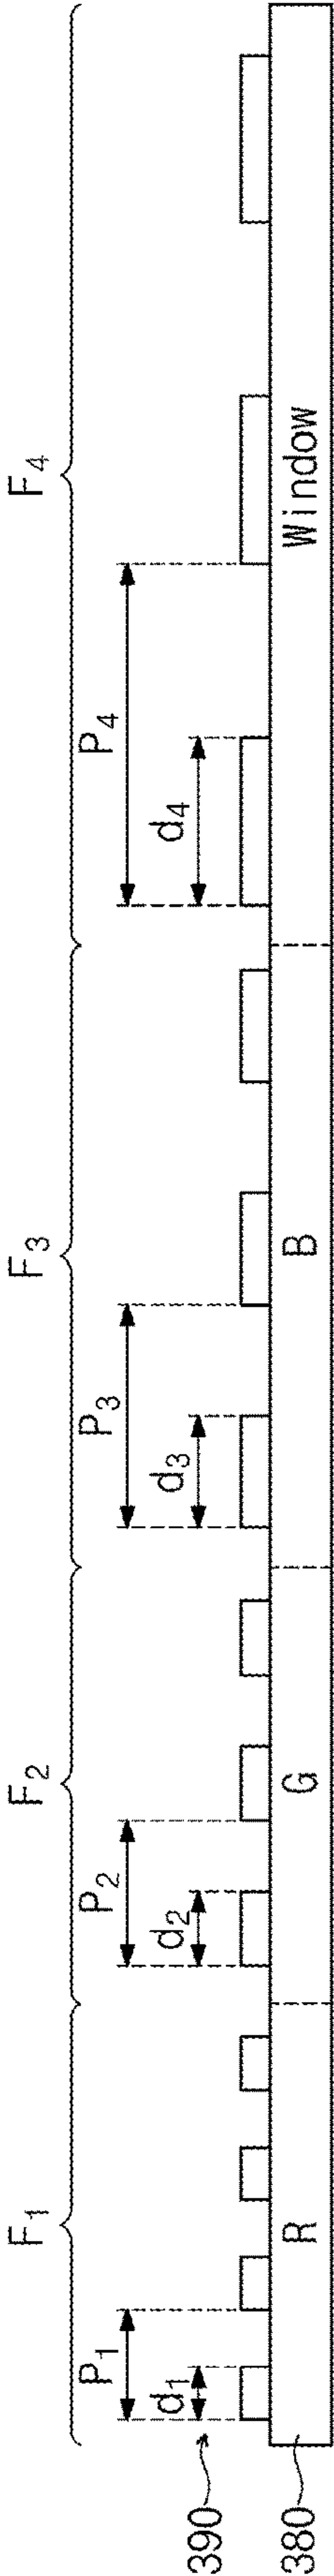 F₁ F₂ F₃ F₄
P₁ P₂ P₃ P₄
d₁ d₂ d₃ d₄
390
380 R G B Window